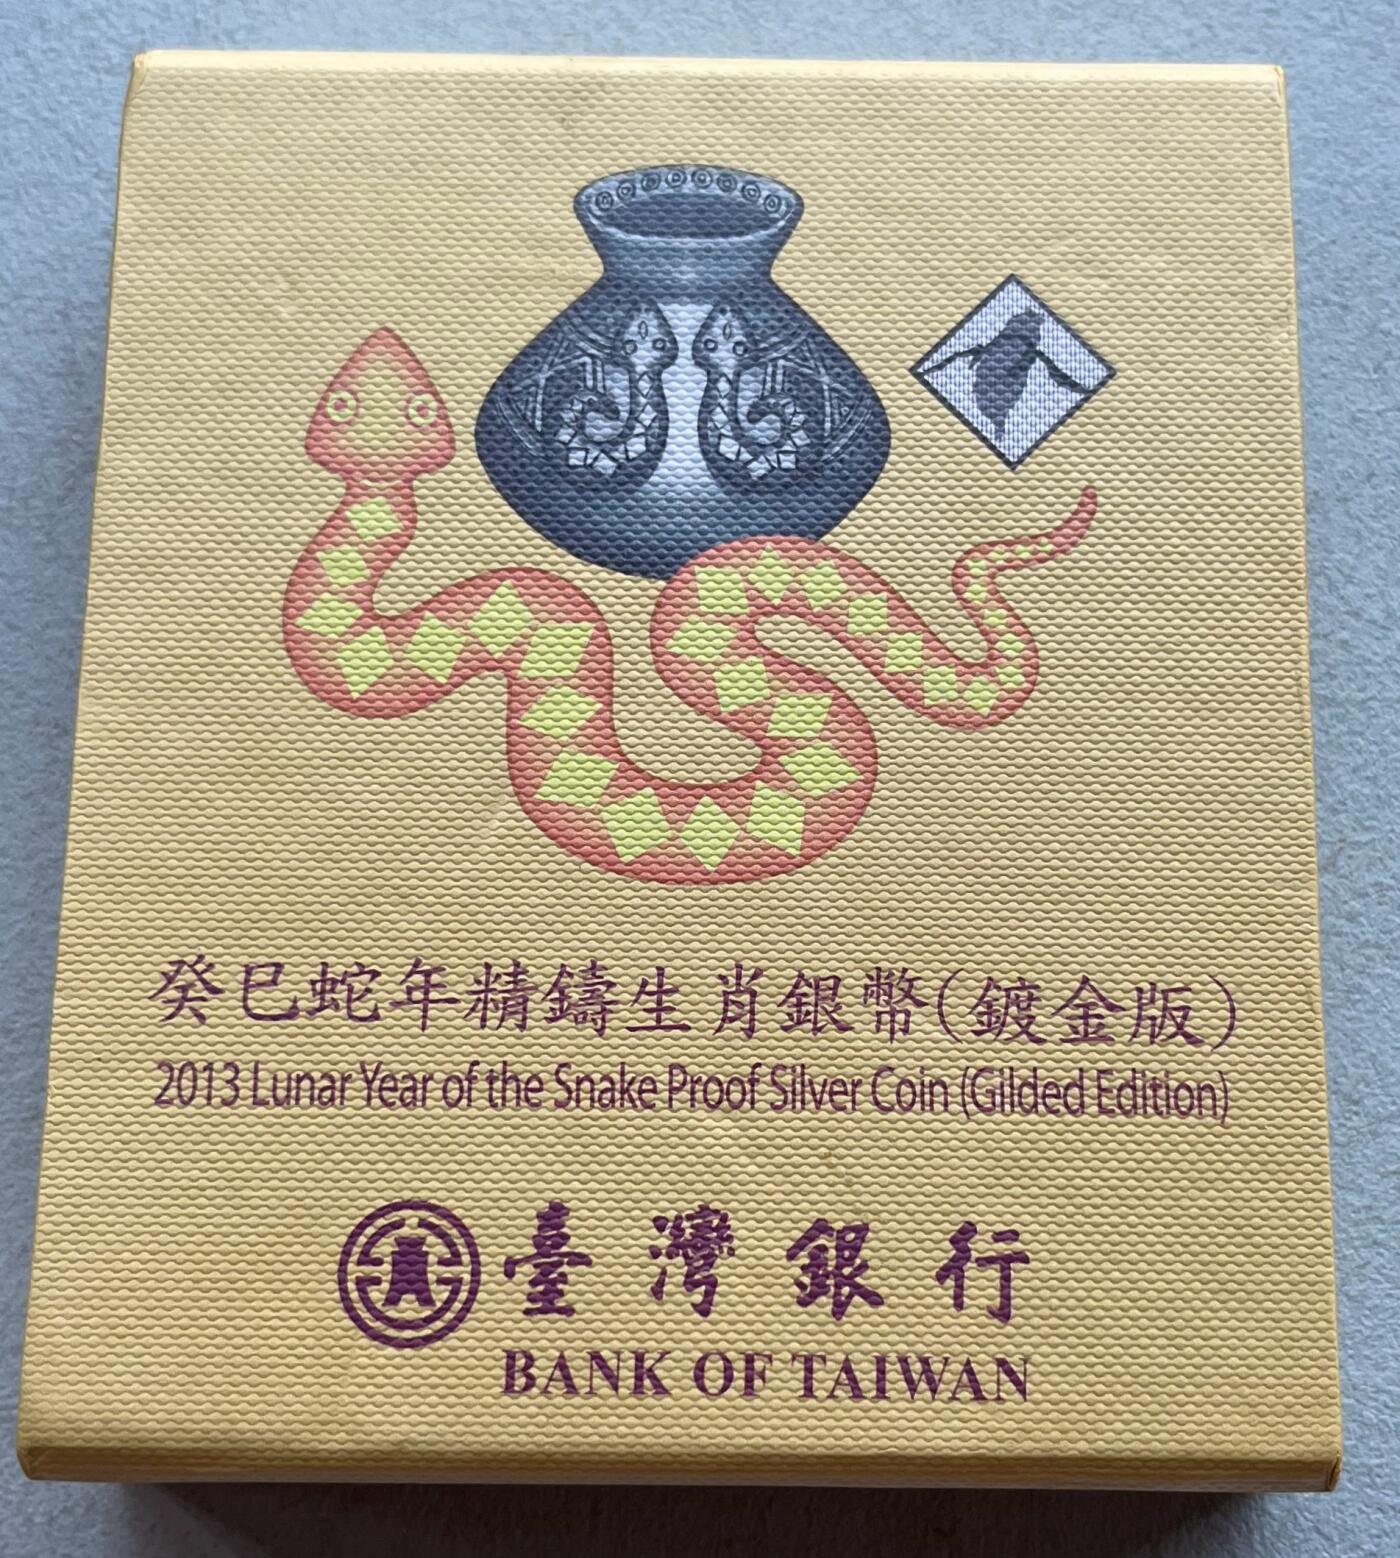 癸巳蛇年精鑄生肖銀幣(鍍金版)
2013 Lunar Year of the Snake Proof Silver Coin (Gilded Edition)
臺灣銀行
BANK OF TAIWAN